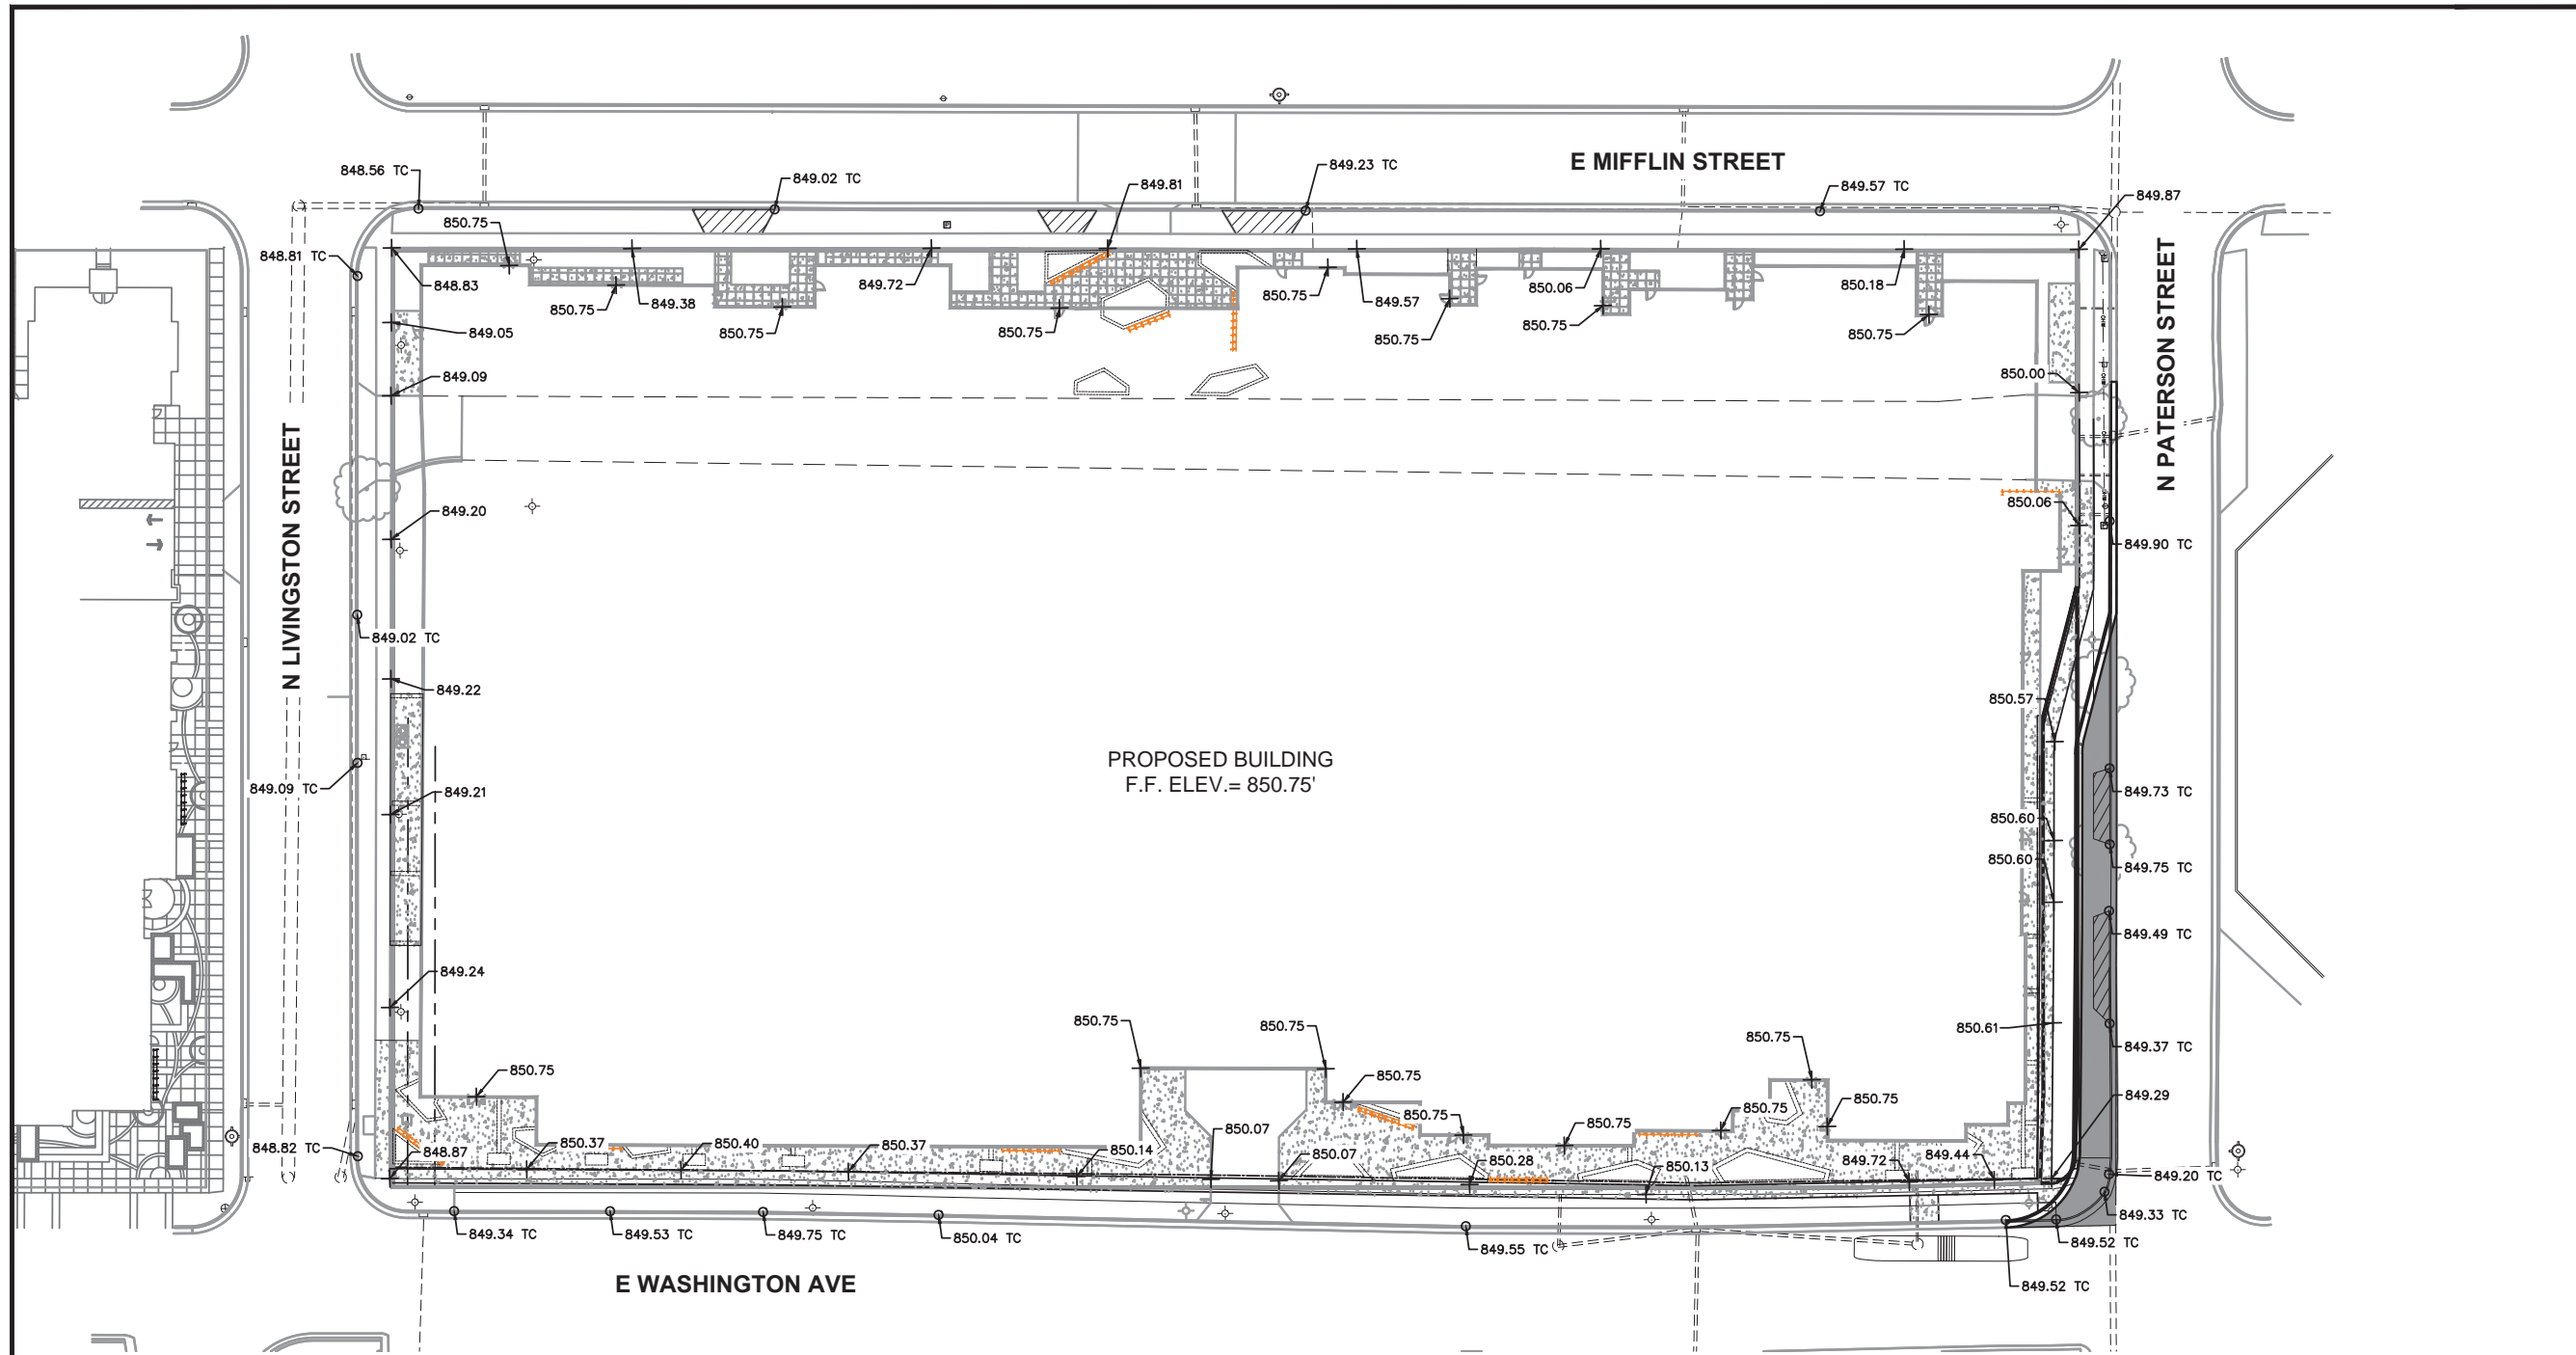 E MIFFLIN STREET
848.56 TC
849.02 TC
849.81
849.23 TC
849.57 TC
849.87
850.75
848.81 TC
848.83
850.75
849.38
850.75
849.72
850.75
850.75
849.57
850.75
850.06
850.75
850.18
850.75
849.05
849.09
850.00
N PATERSON STREET
N LIVINGSTON STREET
849.20
850.06
849.90 TC
849.02 TC
849.22
850.57
849.09 TC
849.21
PROPOSED BUILDING
F.F. ELEV.= 850.75'
849.73 TC
850.60
850.60
849.75 TC
849.49 TC
849.24
850.61
849.37 TC
850.75
850.75
850.75
850.75
850.75
850.75
850.75
850.75
850.75
849.29
848.82 TC
848.87
850.37
850.40
850.37
850.14
850.07
850.07
850.28
850.13
849.72
849.44
849.20 TC
849.33 TC
849.34 TC
849.53 TC
849.75 TC
850.04 TC
849.55 TC
849.52 TC
849.52 TC
E WASHINGTON AVE